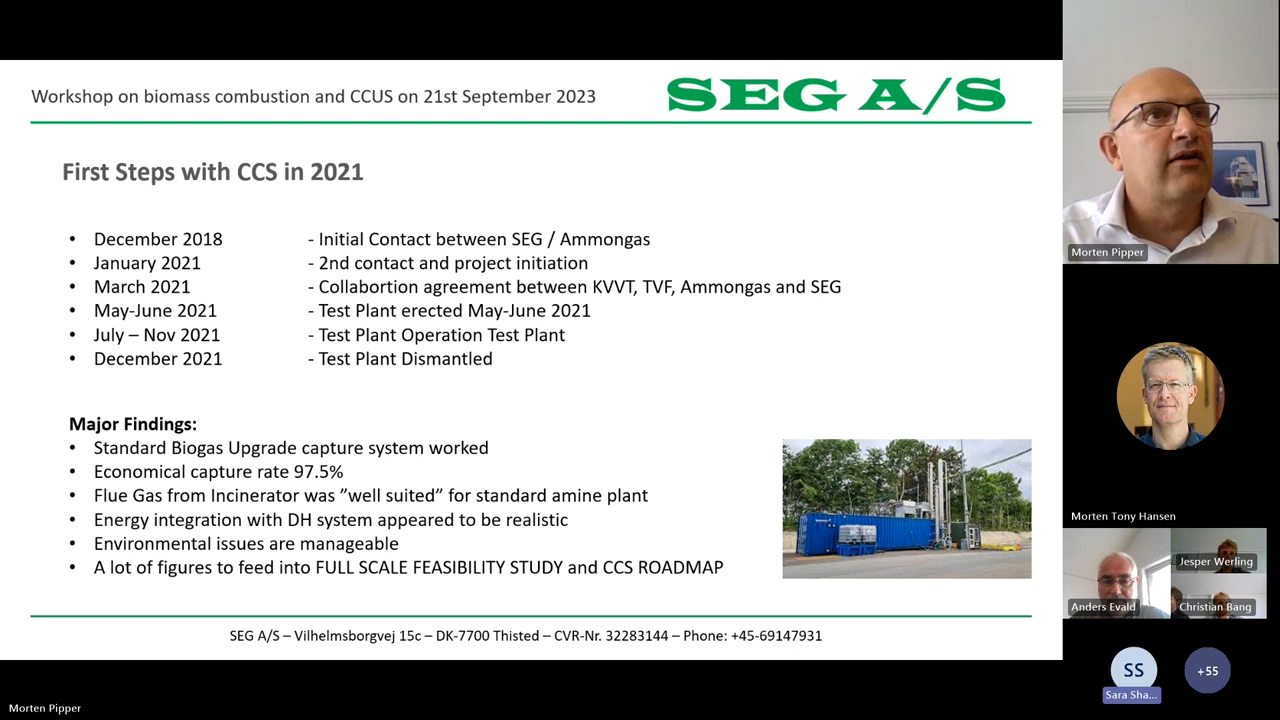 Workshop on biomass combustion and CCUS on 21st September 2023
SEG A/S
First Steps with CCS in 2021
• December 2018 - Initial Contact between SEG / Ammongas
• January 2021 - 2nd contact and project initiation
• March 2021 - Collabortion agreement between KVVT, TVF, Ammongas and SEG
• May-June 2021 - Test Plant erected May-June 2021
• July – Nov 2021 - Test Plant Operation Test Plant
• December 2021 - Test Plant Dismantled
Major Findings:
• Standard Biogas Upgrade capture system worked
• Economical capture rate 97.5%
• Flue Gas from Incinerator was ”well suited” for standard amine plant
• Energy integration with DH system appeared to be realistic
• Environmental issues are manageable
• A lot of figures to feed into FULL SCALE FEASIBILITY STUDY and CCS ROADMAP
SEG A/S – Vilhelmsborgvej 15c – DK-7700 Thisted – CVR-Nr. 32283144 – Phone: +45-69147931
Morten Pipper
Morten Tony Hansen
Anders Evald
Jesper Werling
Christian Bang
SS
Sara Sha...
+55
Morten Pipper